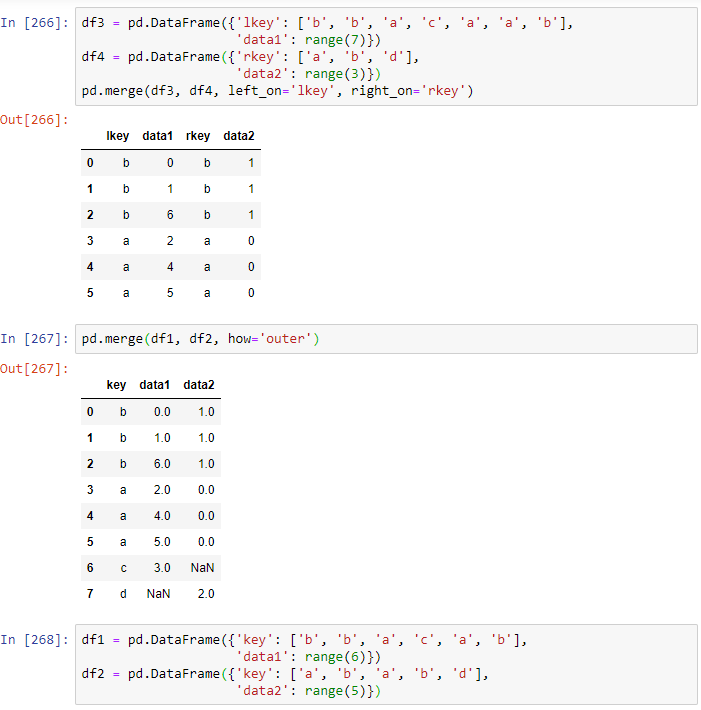 In [266]: df3 = pd.DataFrame({'lkey': ['b', 'b', 'a', 'c', 'a', 'a', 'b'],
'data1': range(7)})
df4 = pd.DataFrame({'rkey': ['a', 'b', 'd'],
'data2': range(3)})
pd.merge(df3, df4, left_on='lkey', right_on='rkey')
Out[266]:
lkey data1 rkey data2
0 b 0 b 1
1 b 1 b 1
2 b 6 b 1
3 a 2 a 0
4 a 4 a 0
5 a 5 a 0
In [267]: pd.merge(df1, df2, how='outer')
Out[267]:
key data1 data2
0 b 0.0 1.0
1 b 1.0 1.0
2 b 6.0 1.0
3 a 2.0 0.0
4 a 4.0 0.0
5 a 5.0 0.0
6 c 3.0 NaN
7 d NaN 2.0
In [268]: df1 = pd.DataFrame({'key': ['b', 'b', 'a', 'c', 'a', 'b'],
'data1': range(6)})
df2 = pd.DataFrame({'key': ['a', 'b', 'a', 'b', 'd'],
'data2': range(5)})